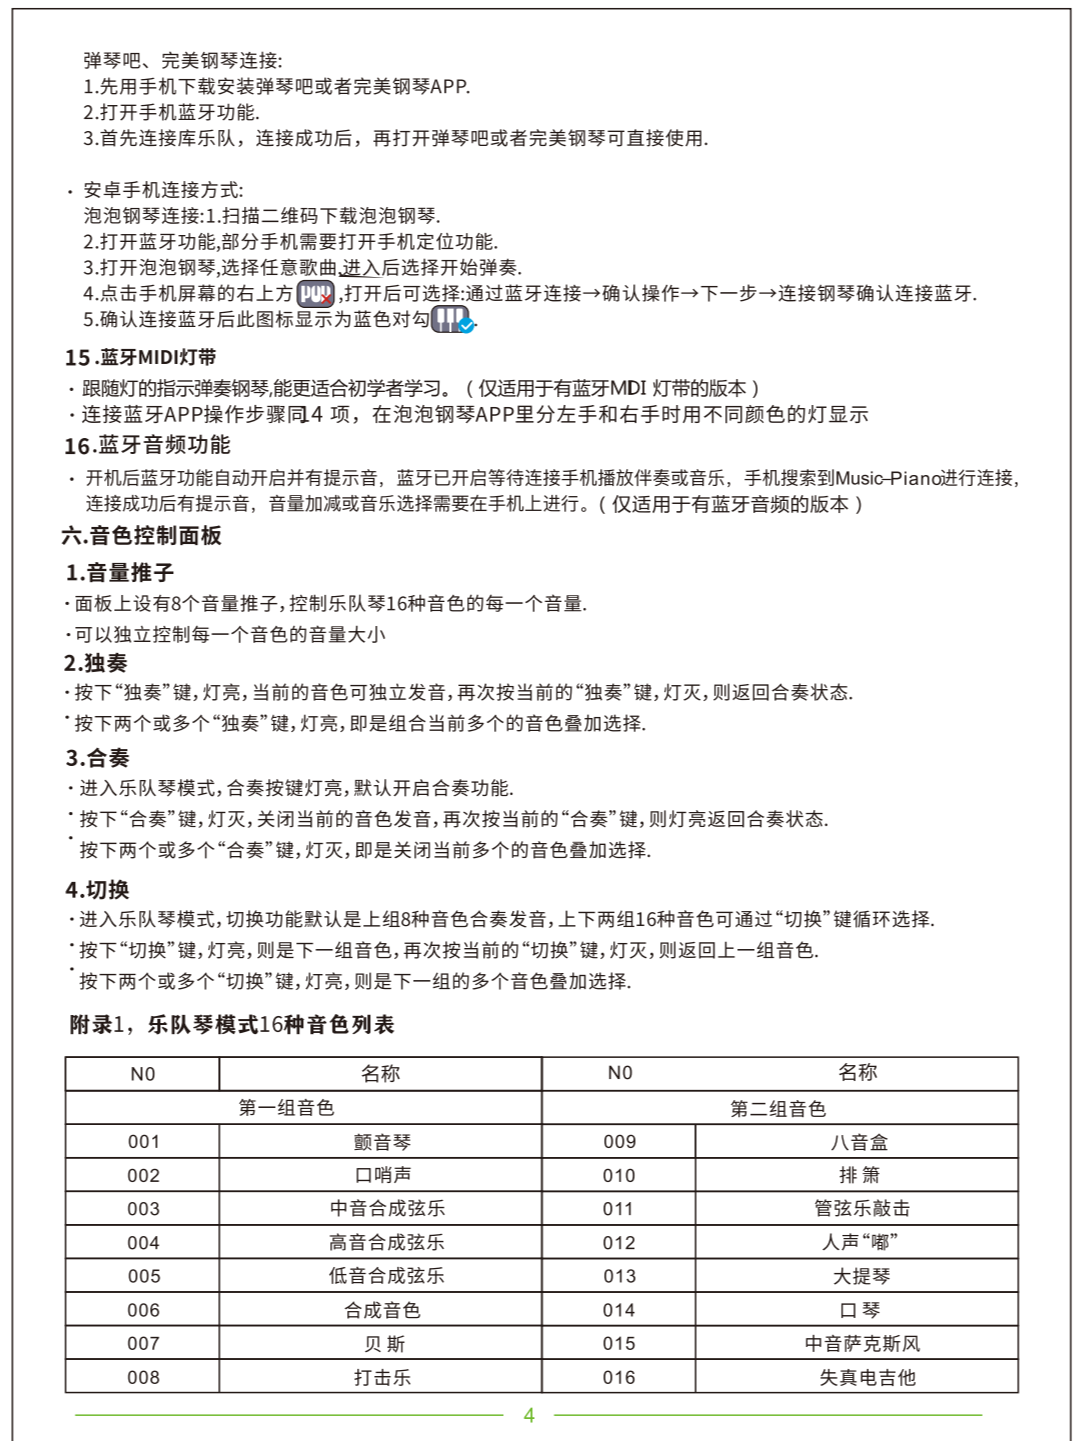 弹琴吧、完美钢琴连接:
1.先用手机下载安装弹琴吧或者完美钢琴APP.
2.打开手机蓝牙功能.
3.首先连接库乐队，连接成功后，再打开弹琴吧或者完美钢琴可直接使用.
· 安卓手机连接方式:
泡泡钢琴连接:1.扫描二维码下载泡泡钢琴.
2.打开蓝牙功能,部分手机需要打开手机定位功能.
3.打开泡泡钢琴,选择任意歌曲,进入后选择开始弹奏.
4.点击手机屏幕的右上方 ,打开后可选择:通过蓝牙连接→确认操作→下一步→连接钢琴确认连接蓝牙.
5.确认连接蓝牙后此图标显示为蓝色对勾 .
15.蓝牙MIDI灯带
· 跟随灯的指示弹奏钢琴,能更适合初学者学习。（仅适用于有蓝牙MIDI 灯带的版本）
· 连接蓝牙APP操作步骤同14 项，在泡泡钢琴APP里分左手和右手时用不同颜色的灯显示
16.蓝牙音频功能
· 开机后蓝牙功能自动开启并有提示音，蓝牙已开启等待连接手机播放伴奏或音乐，手机搜索到Music-Piano进行连接，
连接成功后有提示音，音量加减或音乐选择需要在手机上进行。（仅适用于有蓝牙音频的版本）
六.音色控制面板
1.音量推子
·面板上设有8个音量推子,控制乐队琴16种音色的每一个音量.
·可以独立控制每一个音色的音量大小
2.独奏
·按下“独奏”键,灯亮,当前的音色可独立发音,再次按当前的“独奏”键,灯灭,则返回合奏状态.
·按下两个或多个“独奏”键,灯亮,即是组合当前多个的音色叠加选择.
3.合奏
·进入乐队琴模式,合奏按键灯亮,默认开启合奏功能.
·按下“合奏”键,灯灭,关闭当前的音色发音,再次按当前的“合奏”键,则灯亮返回合奏状态.
·按下两个或多个“合奏”键,灯灭,即是关闭当前多个的音色叠加选择.
4.切换
·进入乐队琴模式,切换功能默认是上组8种音色合奏发音,上下两组16种音色可通过“切换”键循环选择.
·按下“切换”键,灯亮,则是下一组音色,再次按当前的“切换”键,灯灭,则返回上一组音色.
·按下两个或多个“切换”键,灯亮,则是下一组的多个音色叠加选择.
附录1，乐队琴模式16种音色列表
N0 名称 N0 名称
第一组音色 第二组音色
001 颤音琴 009 八音盒
002 口哨声 010 排 箫
003 中音合成弦乐 011 管弦乐敲击
004 高音合成弦乐 012 人声“嘟”
005 低音合成弦乐 013 大提琴
006 合成音色 014 口 琴
007 贝 斯 015 中音萨克斯风
008 打击乐 016 失真电吉他
4